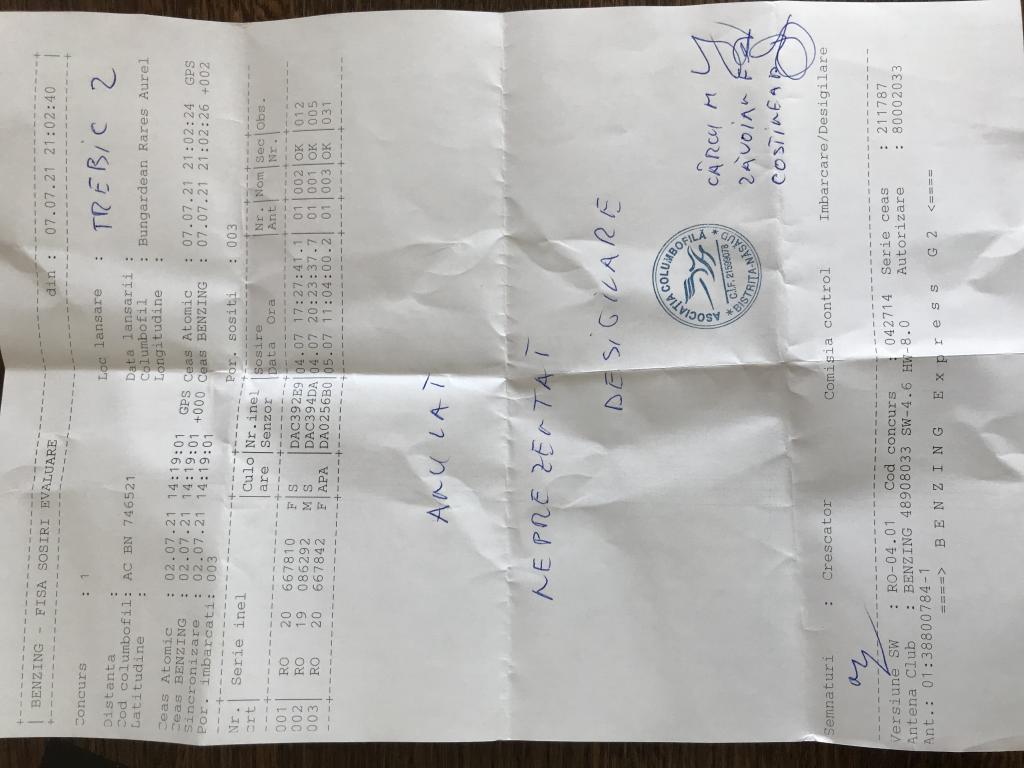 | BENZING - FISA SOSIRI EVALUARE din : 07.07.21 21:02:40 |
Concurs : 1 Loc lansare : TREBIC 2
Distanta : Data lansarii :
Cod columbofil: AC BN 746521 Columbofil : Bungardean Rares Aurel
Latitudine : Longitudine :
Ceas Atomic : 02.07.21 14:19:01 GPS Ceas Atomic : 07.07.21 21:02:24 GPS
Ceas BENZING : 02.07.21 14:19:01 +000 Ceas BENZING : 07.07.21 21:02:26 +002
Sincronizare : 02.07.21 14:19:01
Por. imbarcati: 003 Por. sositi : 003
Nr.| Serie inel |Culo|Nr.inel |Sosire |Nr.|Nom|Sec|Obs.
Crt| |are |Senzor |Data Ora |Ant| |Nr.|
001 | RO 20 667810 F | S |DAC392E9|04.07 17:27:41.1| 01|002|OK |012
002 | RO 19 086292 M | S |DAC394DA|04.07 20:23:37.7| 01|001|OK |005
003 | RO 20 667842 F |APA |DA0256B0|05.07 11:04:00.2| 01|003|OK |031
ANULAT
NEPREZENTAT
DESIGILARE
CÂRCU M
ZĂVOIAN F
COSTINEAN
ASOCIAȚIA COLUMBOFILĂ
C.I.F. 21505078
BISTRIȚA-NĂSĂUD
Semnaturi : Crescator Comisia control Imbarcare/Desigilare
Versiune SW : RO-04.01 Cod concurs : 042714 Serie ceas : 211787
Antena Club : BENZING 48908033 SW-4.6 HW-8.0 Autorizare : 80002033
Ant.: 01:38800784-1
====> B E N Z I N G E x p r e s s G 2 <====